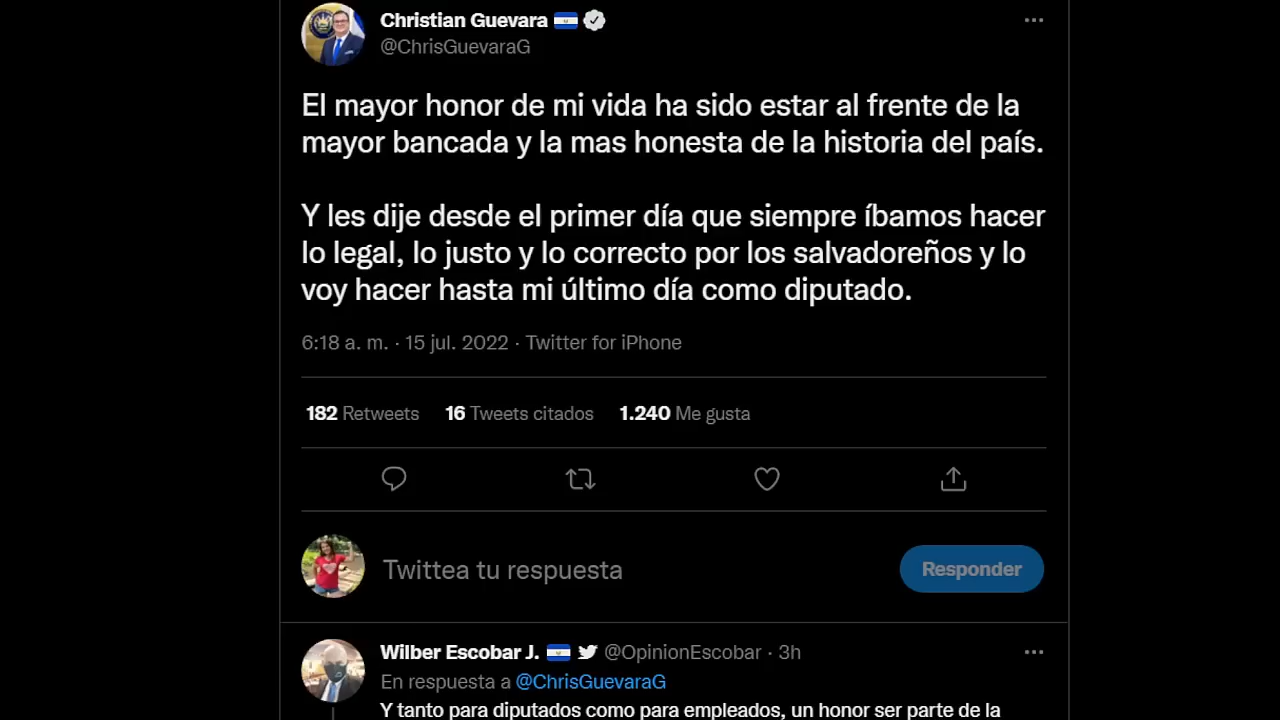 Christian Guevara
@ChrisGuevaraG
El mayor honor de mi vida ha sido estar al frente de la
mayor bancada y la mas honesta de la historia del país.
Y les dije desde el primer día que siempre íbamos hacer
lo legal, lo justo y lo correcto por los salvadoreños y lo
voy hacer hasta mi último día como diputado.
6:18 a. m. · 15 jul. 2022 · Twitter for iPhone
182 Retweets 16 Tweets citados 1.240 Me gusta
Twittea tu respuesta
Responder
Wilber Escobar J. @OpinionEscobar · 3h
En respuesta a @ChrisGuevaraG
Y tanto para diputados como para empleados, un honor ser parte de la